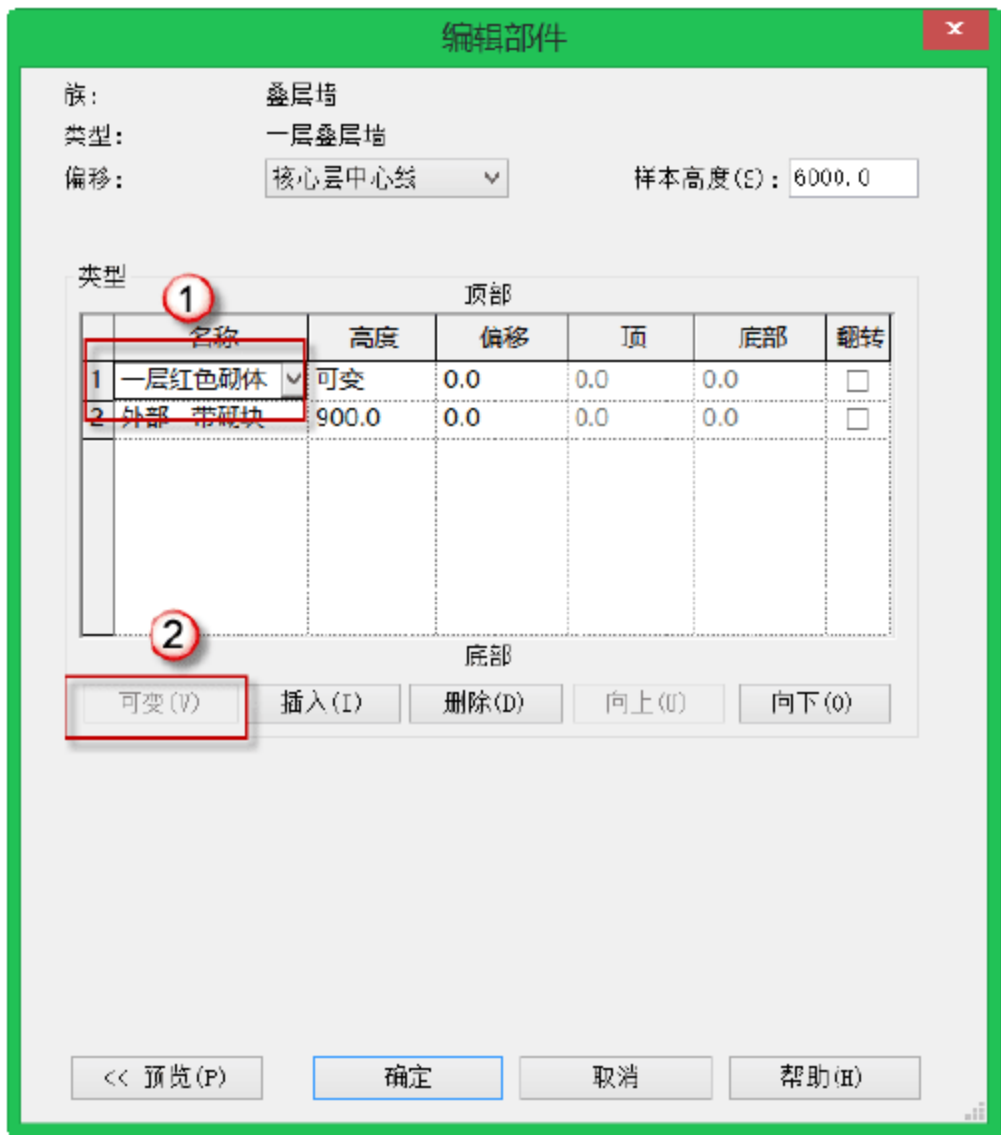 编辑部件
x
族： 叠层墙
类型： 一层叠层墙
偏移： 核心层中心线 样本高度(S)： 6000.0
类型
1
顶部
名称 高度 偏移 顶 底部 翻转
1 一层红色砌体 可变 0.0 0.0 0.0
2 外部 带砌块 900.0 0.0 0.0 0.0
2
底部
可变(V) 插入(I) 删除(D) 向上(U) 向下(O)
<< 预览(P) 确定 取消 帮助(H)